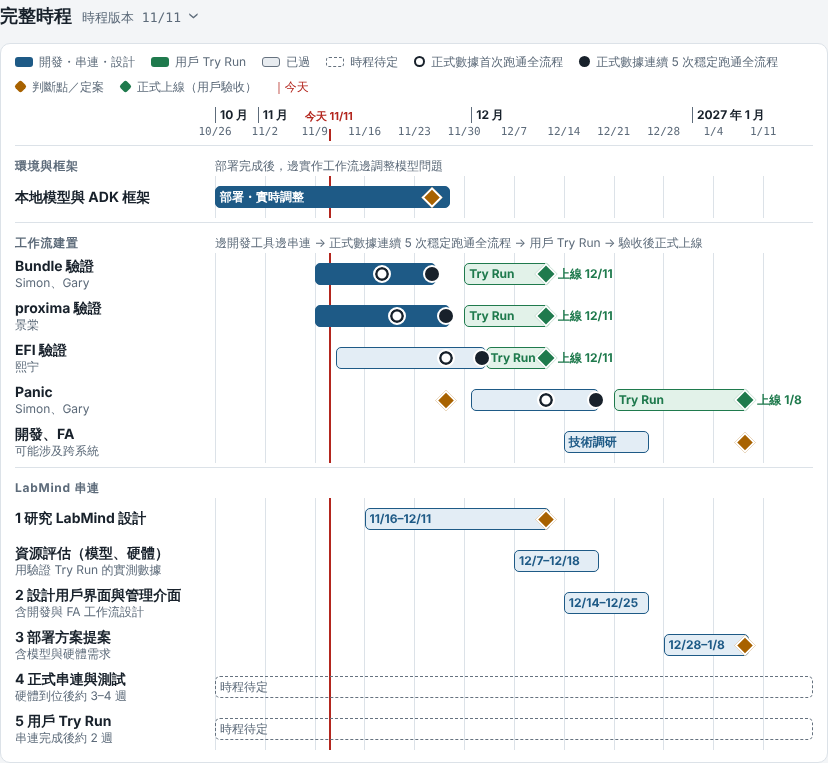 完整時程 時程版本 11/11
開發・串連・設計 用戶 Try Run 已過 時程待定 正式數據首次跑通全流程 正式數據連續 5 次穩定跑通全流程
判斷點／定案 正式上線（用戶驗收） 今天
10 月 11 月 今天 11/11 12 月 2027 年 1 月
10/26 11/2 11/9 11/16 11/23 11/30 12/7 12/14 12/21 12/28 1/4 1/11
環境與框架 部署完成後，邊實作工作流邊調整模型問題
本地模型與 ADK 框架 部署・實時調整
工作流建置 邊開發工具邊串連 → 正式數據連續 5 次穩定跑通全流程 → 用戶 Try Run → 驗收後正式上線
Bundle 驗證 Try Run 上線 12/11
Simon、Gary
proxima 驗證 Try Run 上線 12/11
景棠
EFI 驗證 Try Run 上線 12/11
熙宁
Panic Try Run 上線 1/8
Simon、Gary
開發、FA 技術調研
可能涉及跨系統
LabMind 串連
1 研究 LabMind 設計 11/16–12/11
資源評估（模型、硬體） 12/7–12/18
用驗證 Try Run 的實測數據
2 設計用戶界面與管理介面 12/14–12/25
含開發與 FA 工作流設計
3 部署方案提案 12/28–1/8
含模型與硬體需求
4 正式串連與測試 時程待定
硬體到位後約 3–4 週
5 用戶 Try Run 時程待定
串連完成後約 2 週